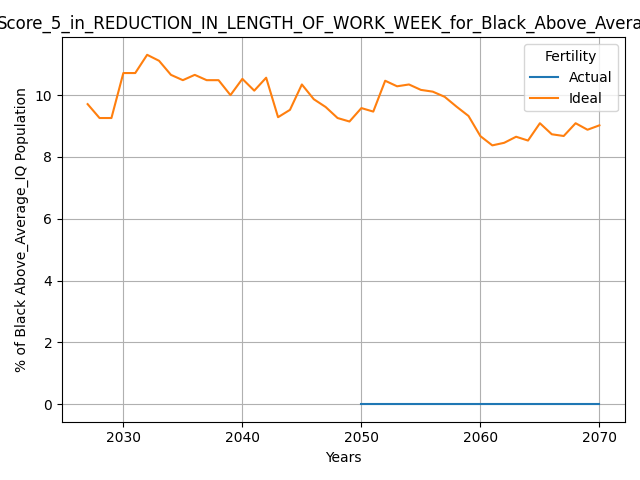 Score_5_in_REDUCTION_IN_LENGTH_OF_WORK_WEEK_for_Black_Above_Avera
Fertility
Actual
Ideal
% of Black Above_Average_IQ Population
10
8
6
4
2
0
2030 2040 2050 2060 2070
Years